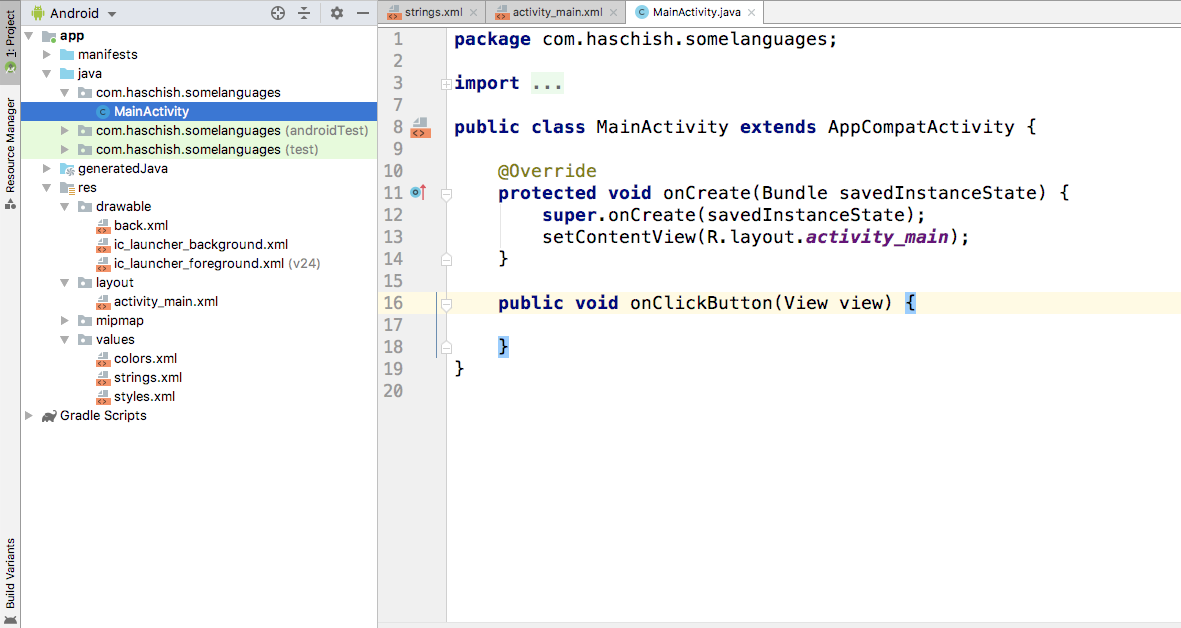 1: Project
Resource Manager
Build Variants
Android
app
manifests
java
com.haschish.somelanguages
MainActivity
com.haschish.somelanguages (androidTest)
com.haschish.somelanguages (test)
generatedJava
res
drawable
back.xml
ic_launcher_background.xml
ic_launcher_foreground.xml (v24)
layout
activity_main.xml
mipmap
values
colors.xml
strings.xml
styles.xml
Gradle Scripts
strings.xml activity_main.xml MainActivity.java
1 package com.haschish.somelanguages;
2
3 import ...
7
8 public class MainActivity extends AppCompatActivity {
9
10 @Override
11 protected void onCreate(Bundle savedInstanceState) {
12 super.onCreate(savedInstanceState);
13 setContentView(R.layout.activity_main);
14 }
15
16 public void onClickButton(View view) {
17
18 }
19 }
20